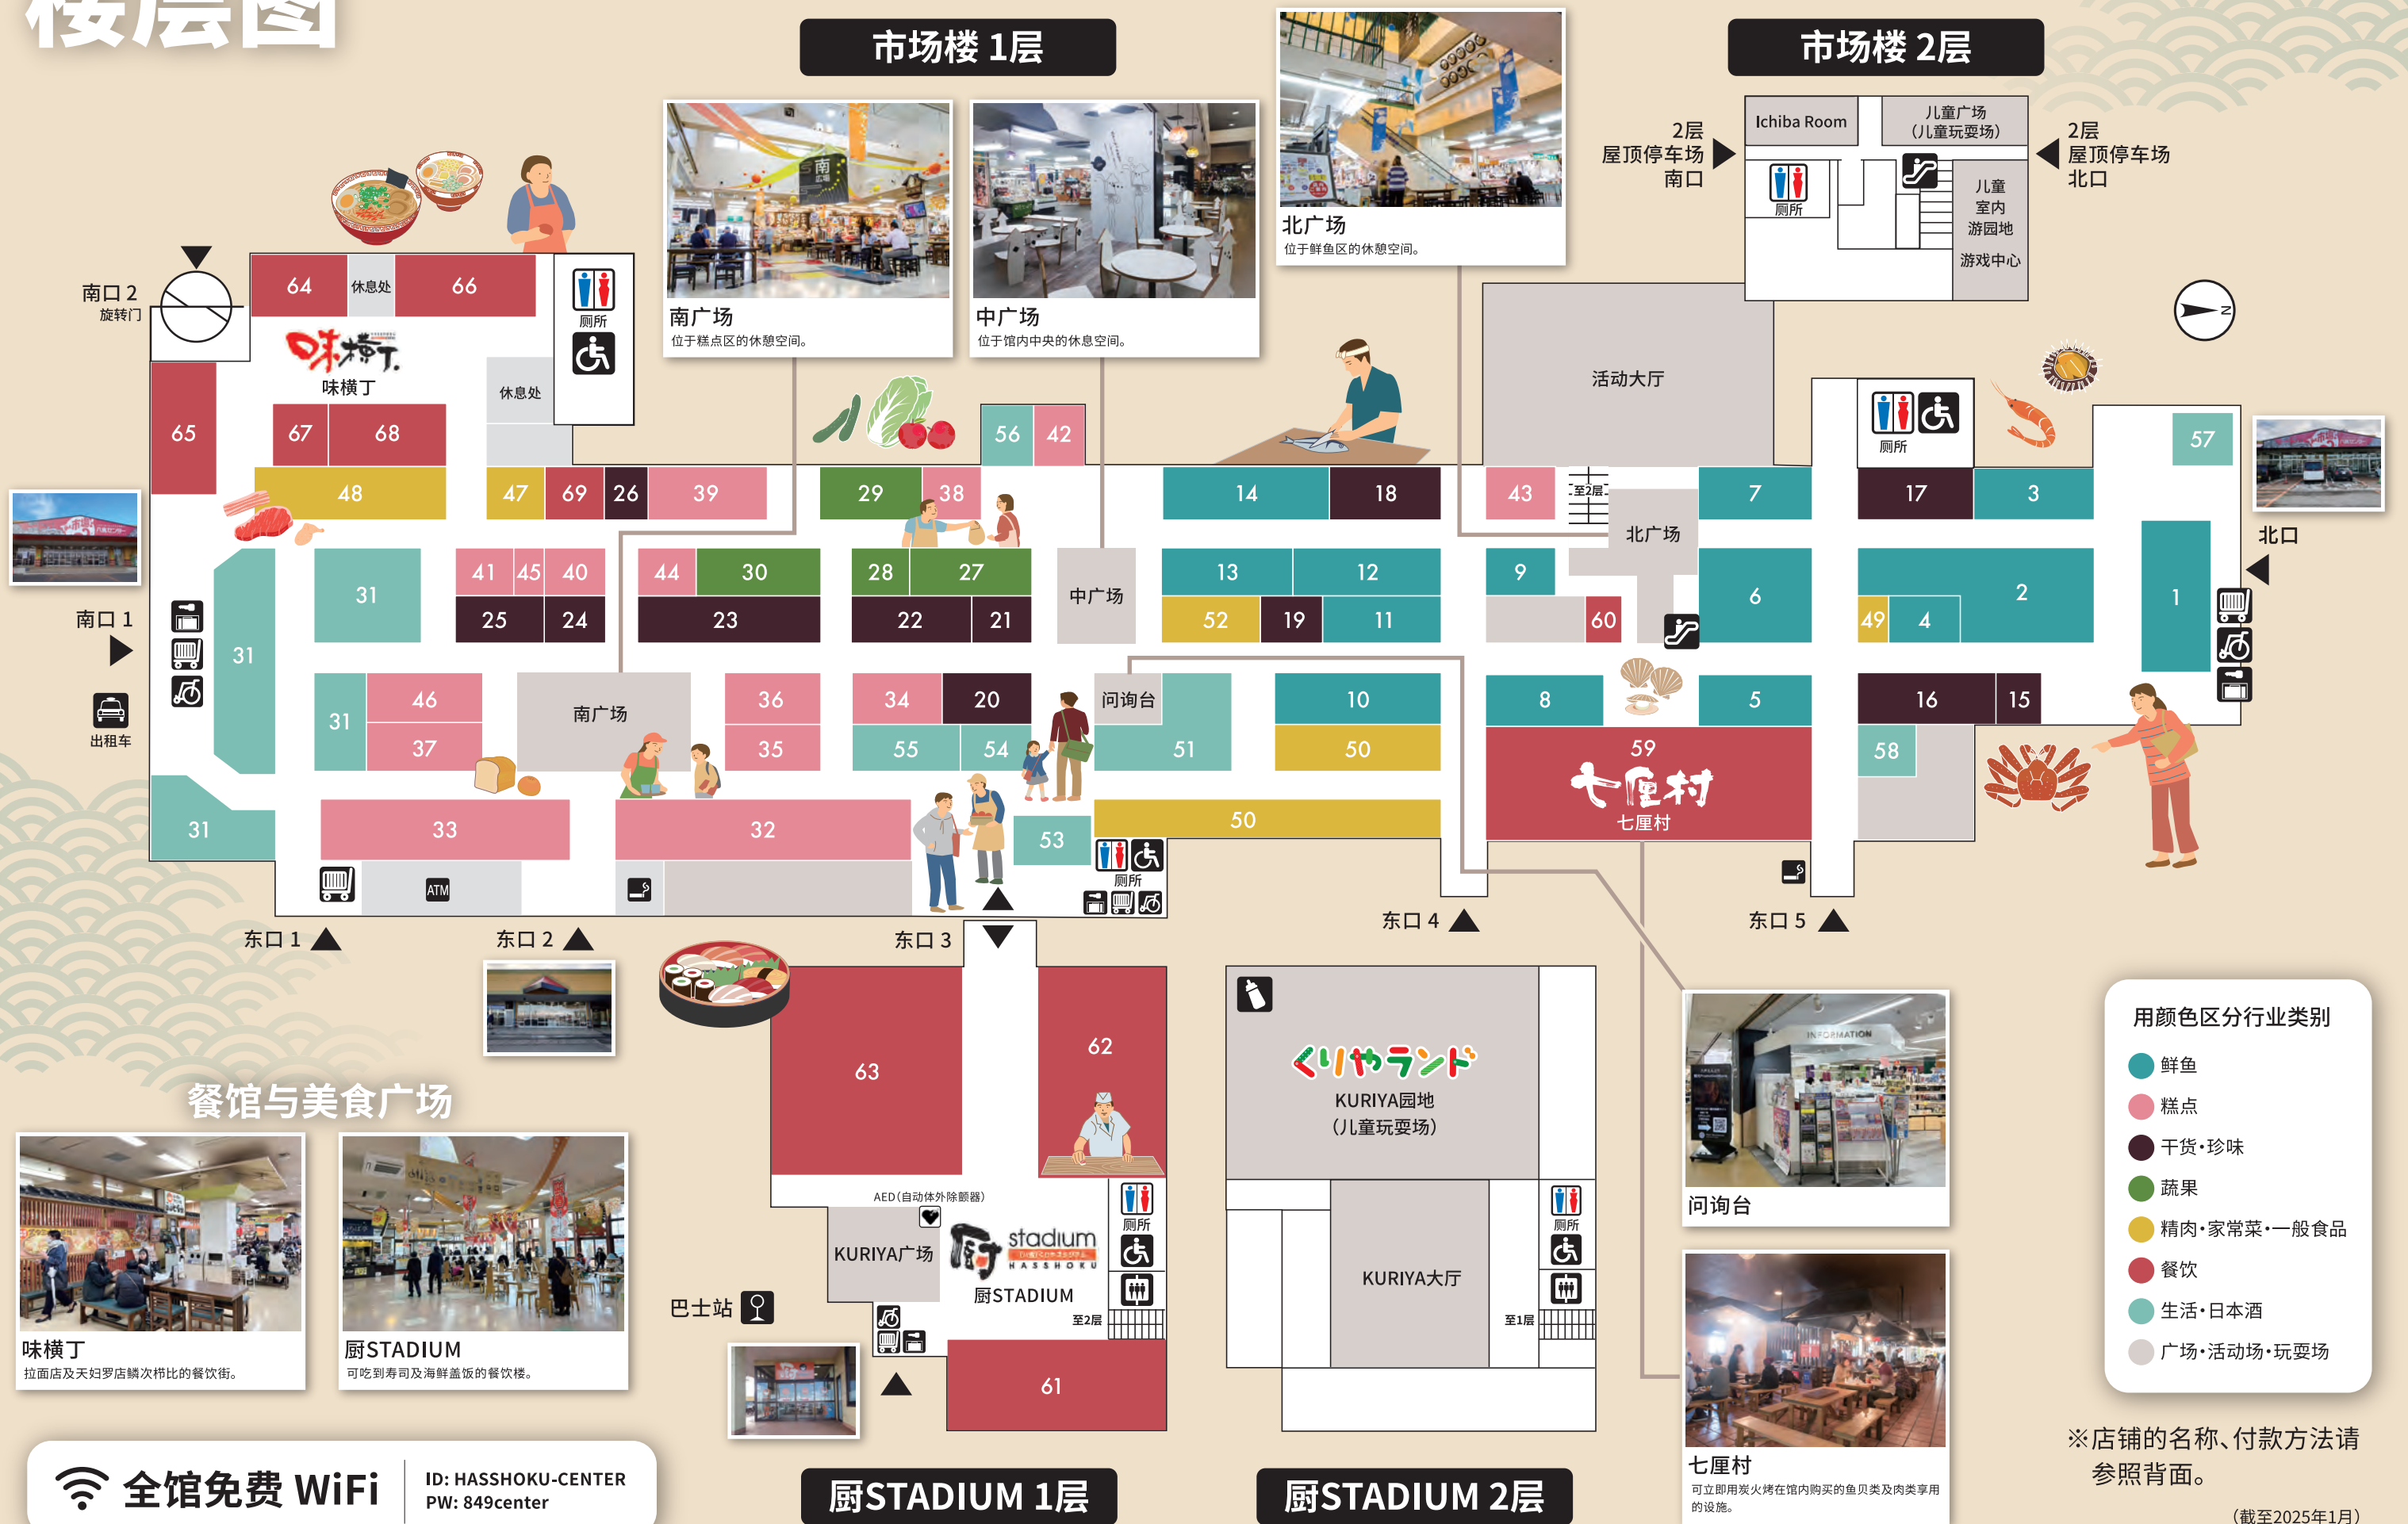 楼层图
市场楼 1层
市场楼 2层
南广场
位于糕点区的休憩空间。
中广场
位于馆内中央的休息空间。
北广场
位于鲜鱼区的休憩空间。
2层
屋顶停车场
南口
Ichiba Room
儿童广场
（儿童玩耍场）
厕所
儿童
室内
游园地
游戏中心
2层
屋顶停车场
北口
N
南口 2
旋转门
64
休息处
66
厕所
味横丁.
味横丁
休息处
65
67
68
活动大厅
厕所
57
56
42
48
47
69
26
39
29
38
14
18
43
至2层
7
17
3
北广场
北口
31
31
41
45
40
44
30
28
27
中广场
13
12
9
6
2
1
25
24
23
22
21
52
19
11
60
49
4
南口 1
出租车
31
46
南广场
36
34
20
问询台
10
8
5
16
15
37
35
55
54
51
50
59
七厘村
七厘村
58
31
33
32
53
50
厕所
ATM
东口 1
东口 2
东口 3
东口 4
东口 5
63
62
AED（自动体外除颤器）
KURIYA广场
厨
stadium
HASSHOKU
厨STADIUM
厕所
至2层
巴士站
61
くりやランド
KURIYA园地
（儿童玩耍场）
KURIYA大厅
厕所
至1层
厨STADIUM 1层
厨STADIUM 2层
INFORMATION
问询台
七厘村
可立即用炭火烤在馆内购买的鱼贝类及肉类享用
的设施。
餐馆与美食广场
味横丁
拉面店及天妇罗店鳞次栉比的餐饮街。
厨STADIUM
可吃到寿司及海鲜盖饭的餐饮楼。
全馆免费 WiFi
ID: HASSHOKU-CENTER
PW: 849center
用颜色区分行业类别
鲜鱼
糕点
干货・珍味
蔬果
精肉・家常菜・一般食品
餐饮
生活・日本酒
广场・活动场・玩耍场
※店铺的名称、付款方法请
参照背面。
（截至2025年1月）